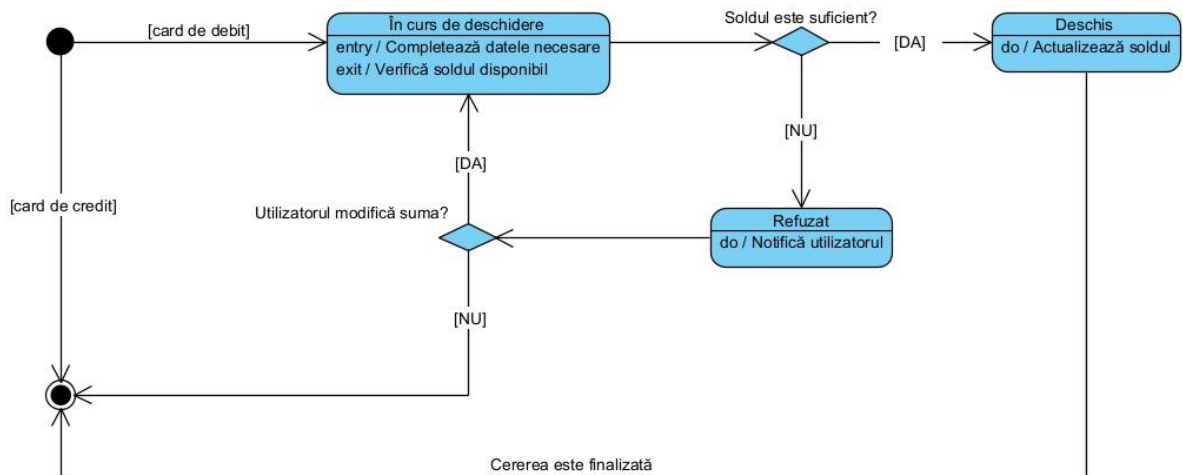 [card de debit]
În curs de deschidere
entry / Completează datele necesare
exit / Verifică soldul disponibil
Soldul este suficient?
[DA]
Deschis
do / Actualizează soldul
[NU]
[DA]
[card de credit]
Utilizatorul modifică suma?
Refuzat
do / Notifică utilizatorul
[NU]
Cererea este finalizată